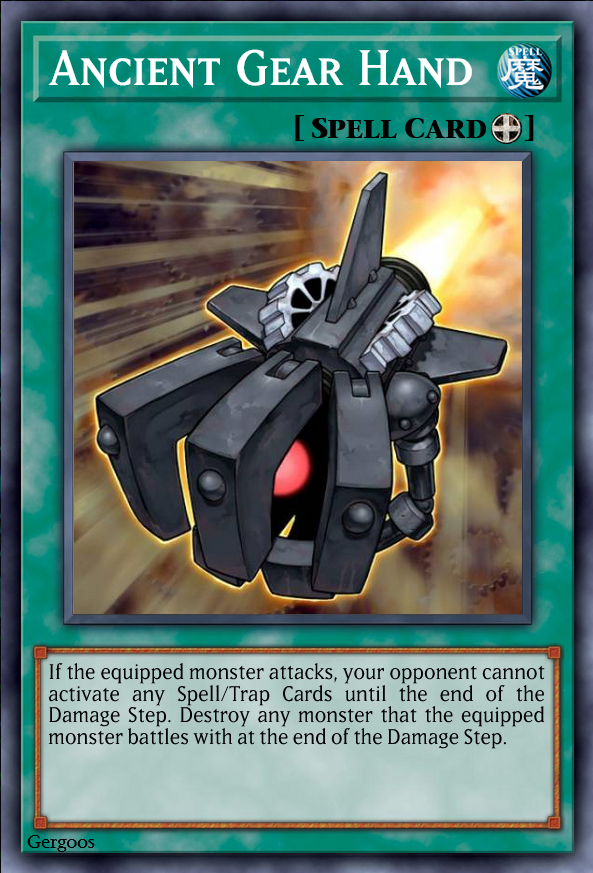 Ancient Gear Hand
SPELL
魔
[ Spell Card ]
If the equipped monster attacks, your opponent cannot
activate any Spell/Trap Cards until the end of the
Damage Step. Destroy any monster that the equipped
monster battles with at the end of the Damage Step.
Gergoos